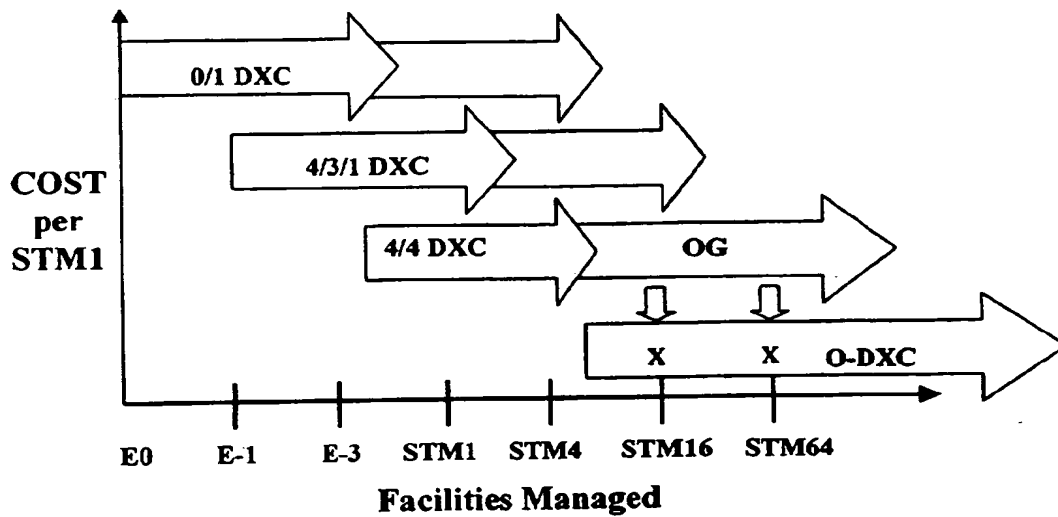 0/1 DXC
4/3/1 DXC
COST
per
STM1
4/4 DXC
OG
X
X
O-DXC
E0
E-1
E-3
STM1
STM4
STM16
STM64
Facilities Managed